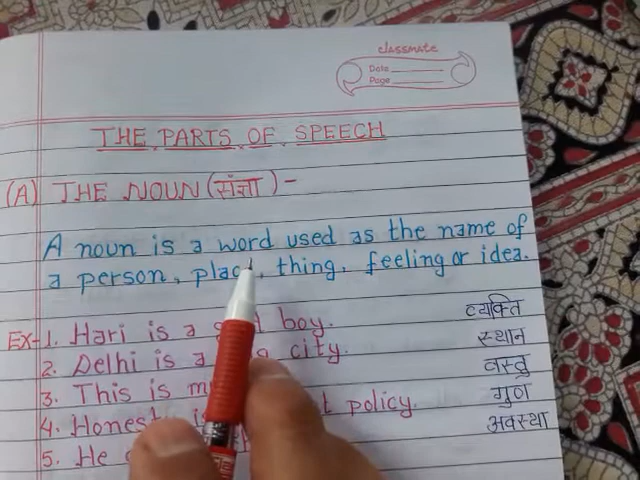 classmate
Date
Page
THE PARTS OF SPEECH
(A) THE NOUN (संज्ञा) -
A noun is a word used as the name of
a person, place, thing, feeling or idea.
Ex- 1. Hari is a boy. व्यक्ति
2. Delhi is a city. स्थान
3. This is वस्तु
4. policy. गुण
5. He अवस्था